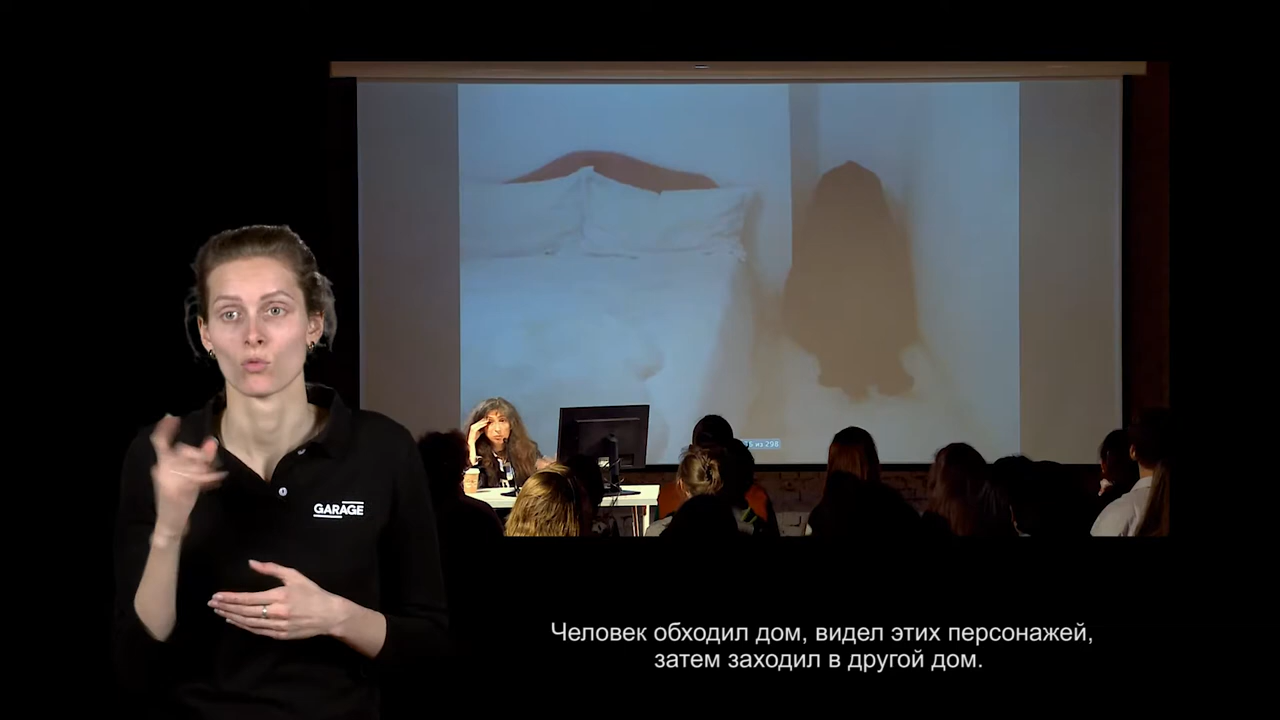 GARAGE
Человек обходил дом, видел этих персонажей,
затем заходил в другой дом.